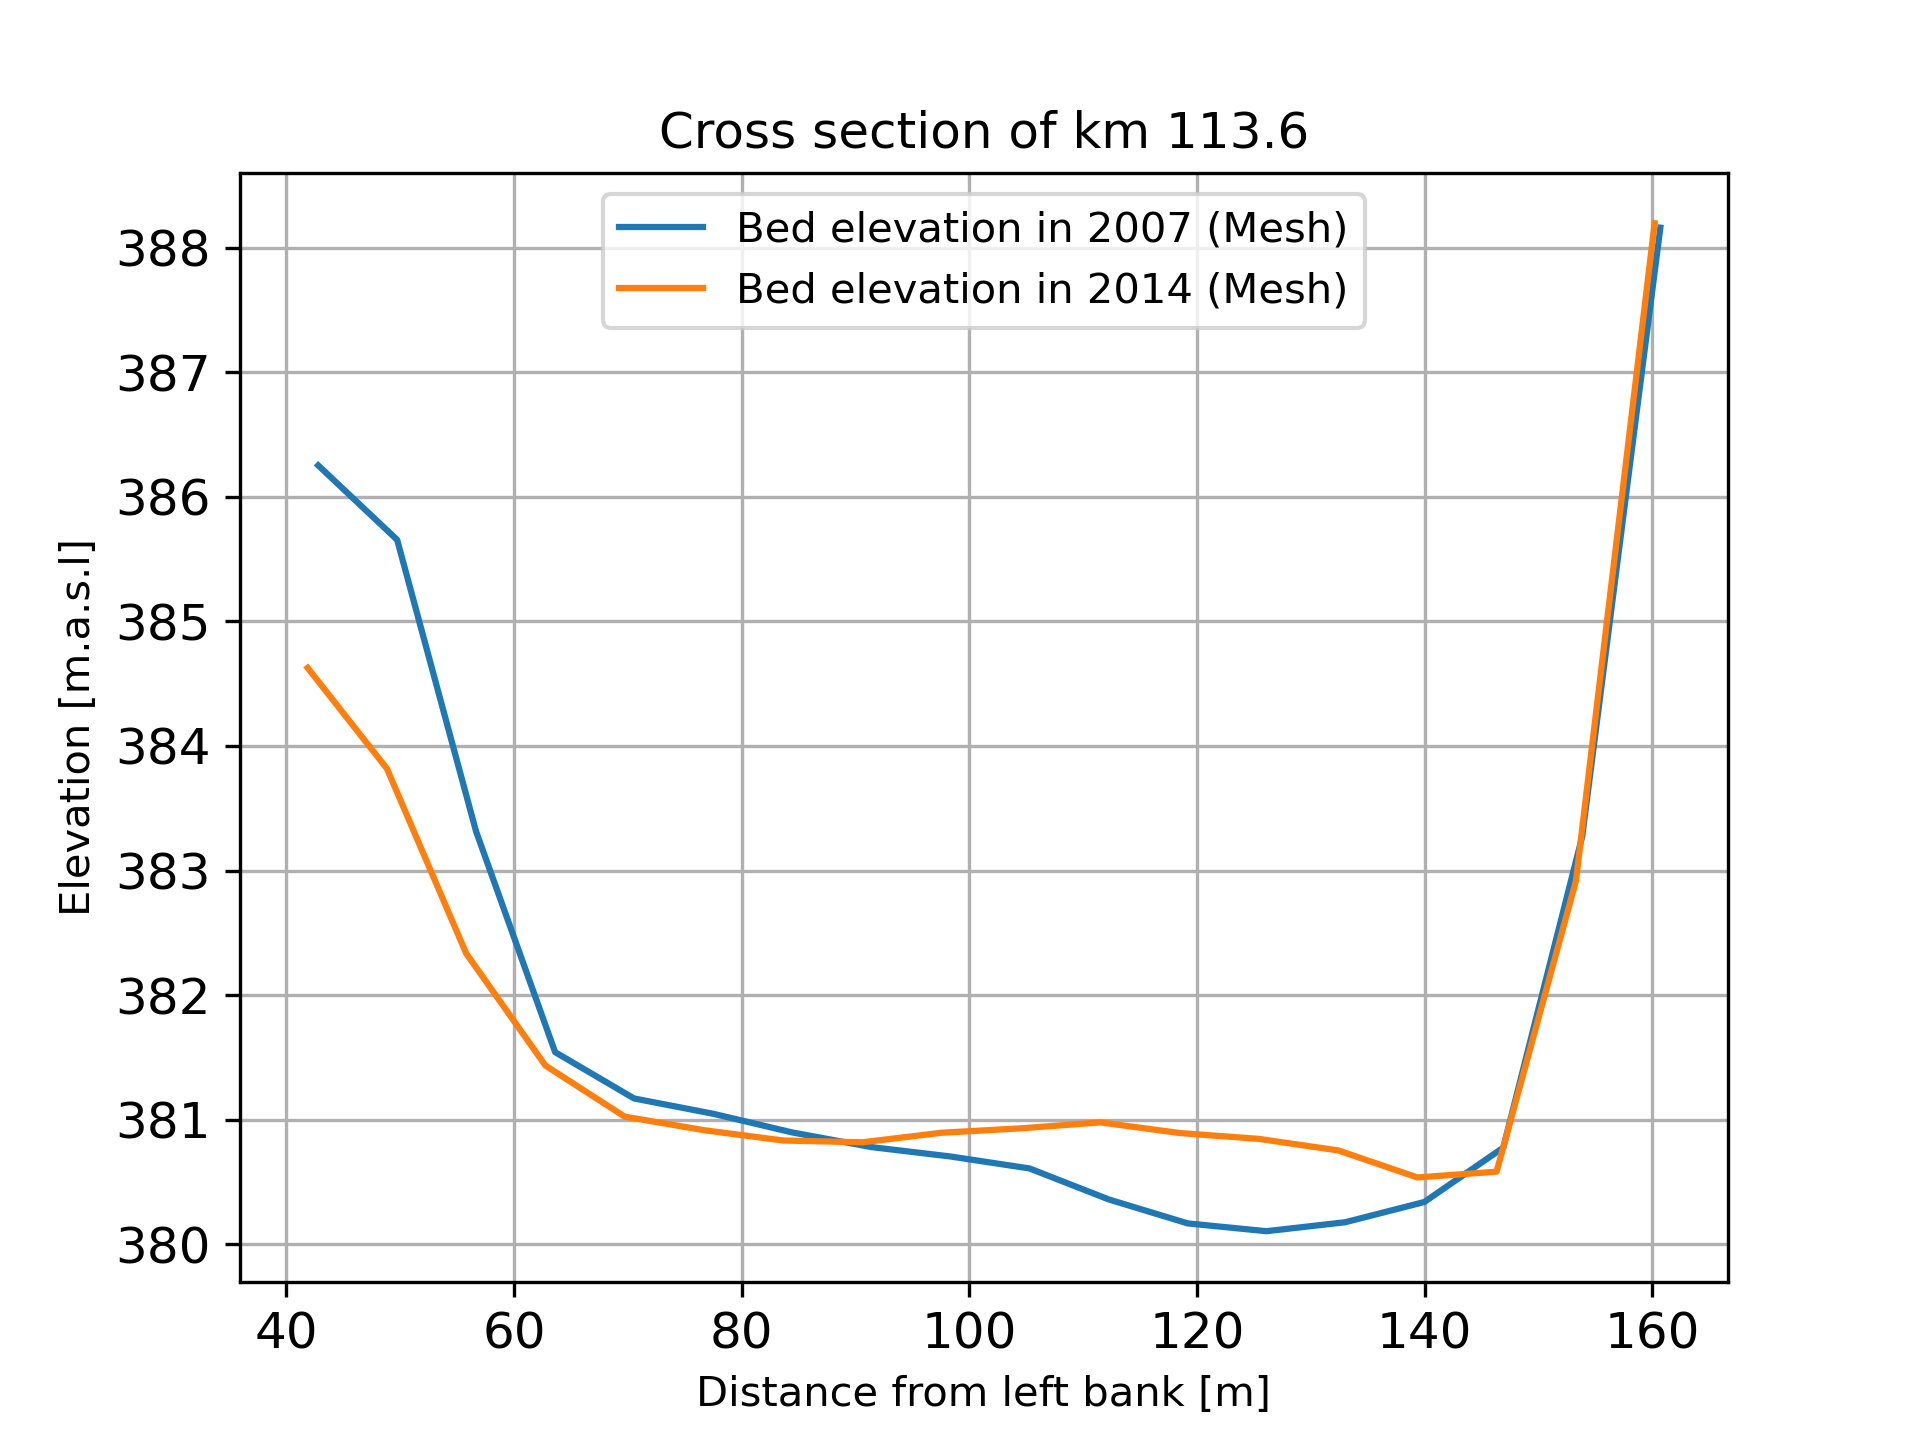 Cross section of km 113.6
Bed elevation in 2007 (Mesh)
Bed elevation in 2014 (Mesh)
388
387
386
385
384
383
382
381
380
Elevation [m.a.s.l]
40 60 80 100 120 140 160
Distance from left bank [m]